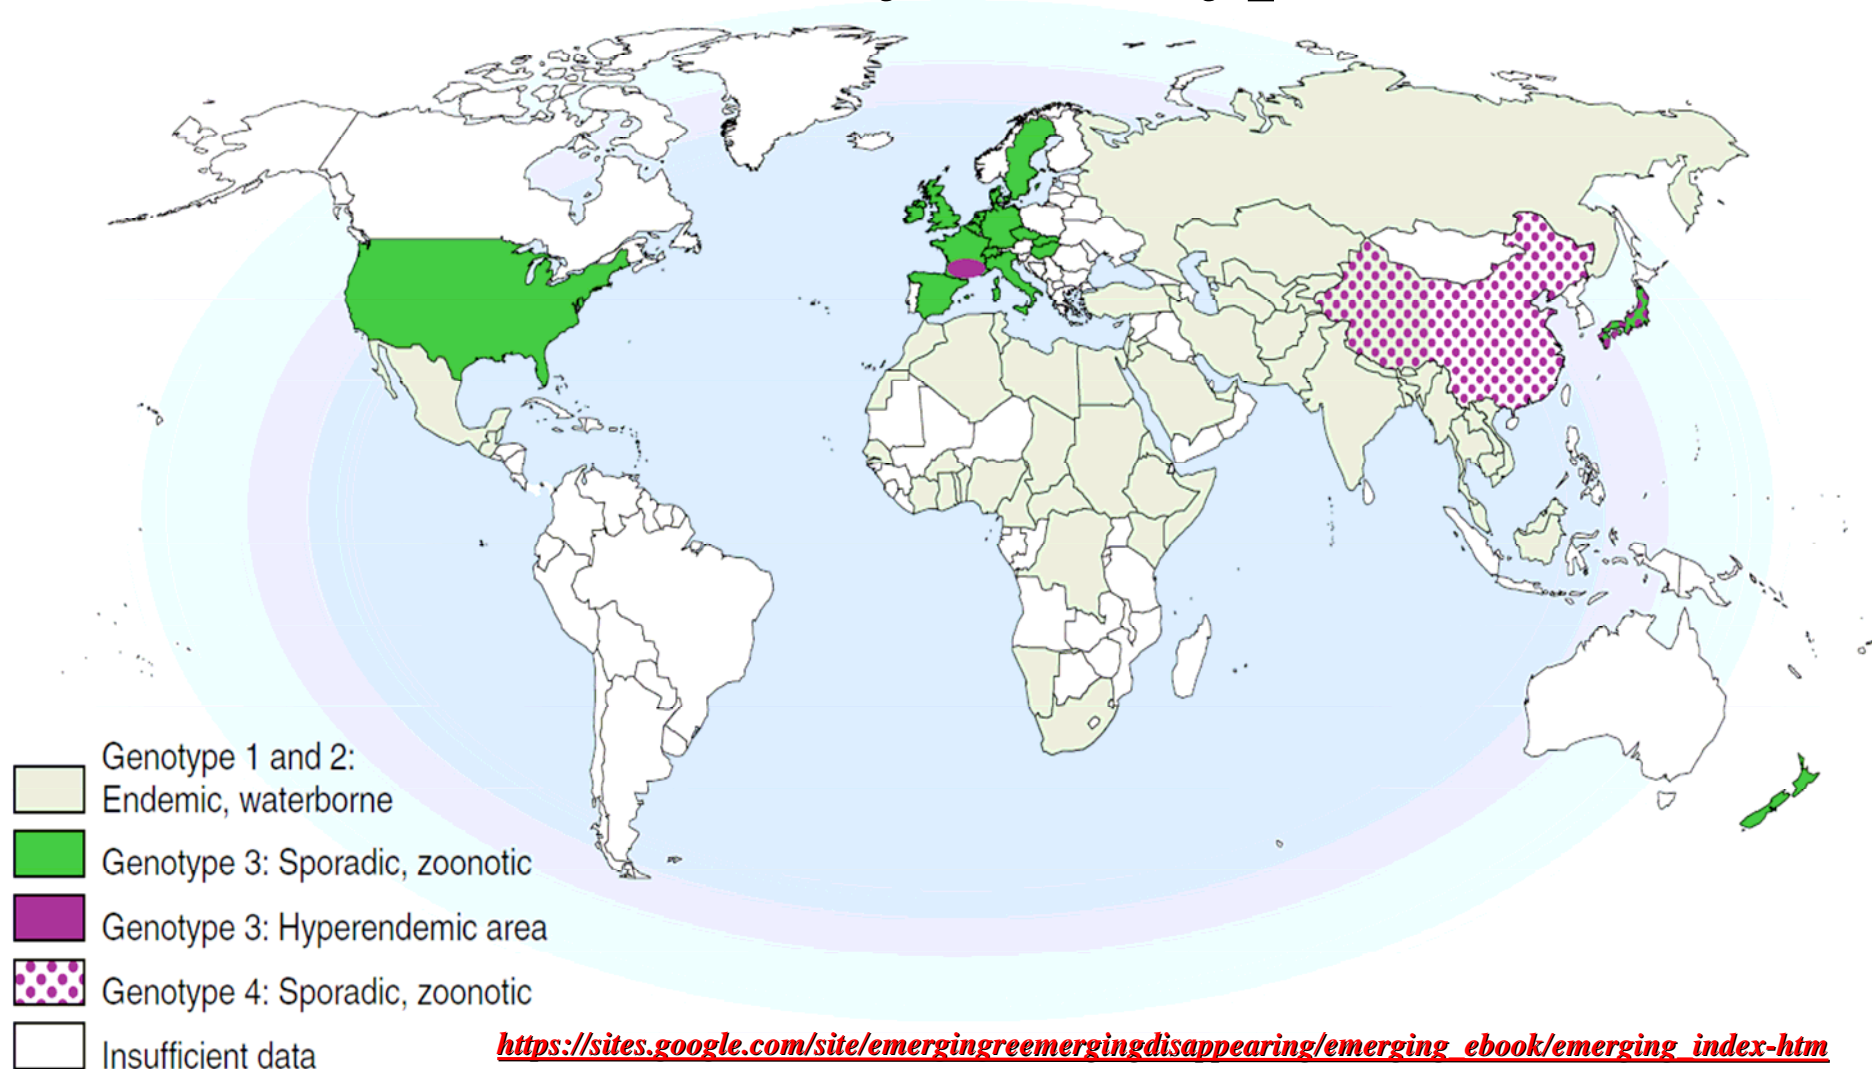 Genotype 1 and 2:
Endemic, waterborne
Genotype 3: Sporadic, zoonotic
Genotype 3: Hyperendemic area
Genotype 4: Sporadic, zoonotic
Insufficient data
https://sites.google.com/site/emergingreemergingdisappearing/emerging_ebook/emerging_index-htm